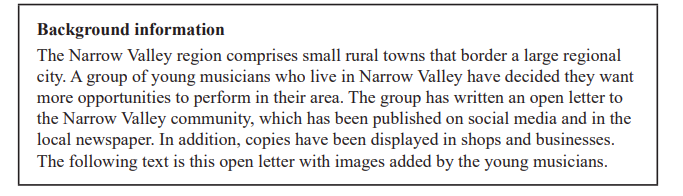 Background information
The Narrow Valley region comprises small rural towns that border a large regional
city. A group of young musicians who live in Narrow Valley have decided they want
more opportunities to perform in their area. The group has written an open letter to
the Narrow Valley community, which has been published on social media and in the
local newspaper. In addition, copies have been displayed in shops and businesses.
The following text is this open letter with images added by the young musicians.